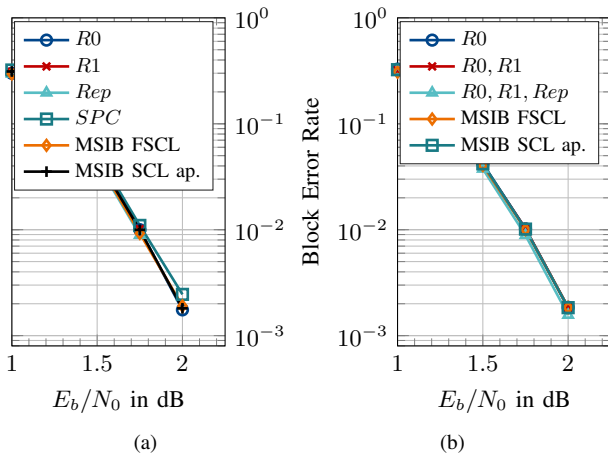 R0
R1
Rep
SPC
MSIB FSCL
MSIB SCL ap.
10^0
10^{-1}
10^{-2}
10^{-3}
1
1.5
2
E_b/N_0 in dB
(a)
Block Error Rate
10^0
10^{-1}
10^{-2}
10^{-3}
R0
R0, R1
R0, R1, Rep
MSIB FSCL
MSIB SCL ap.
1
1.5
2
E_b/N_0 in dB
(b)